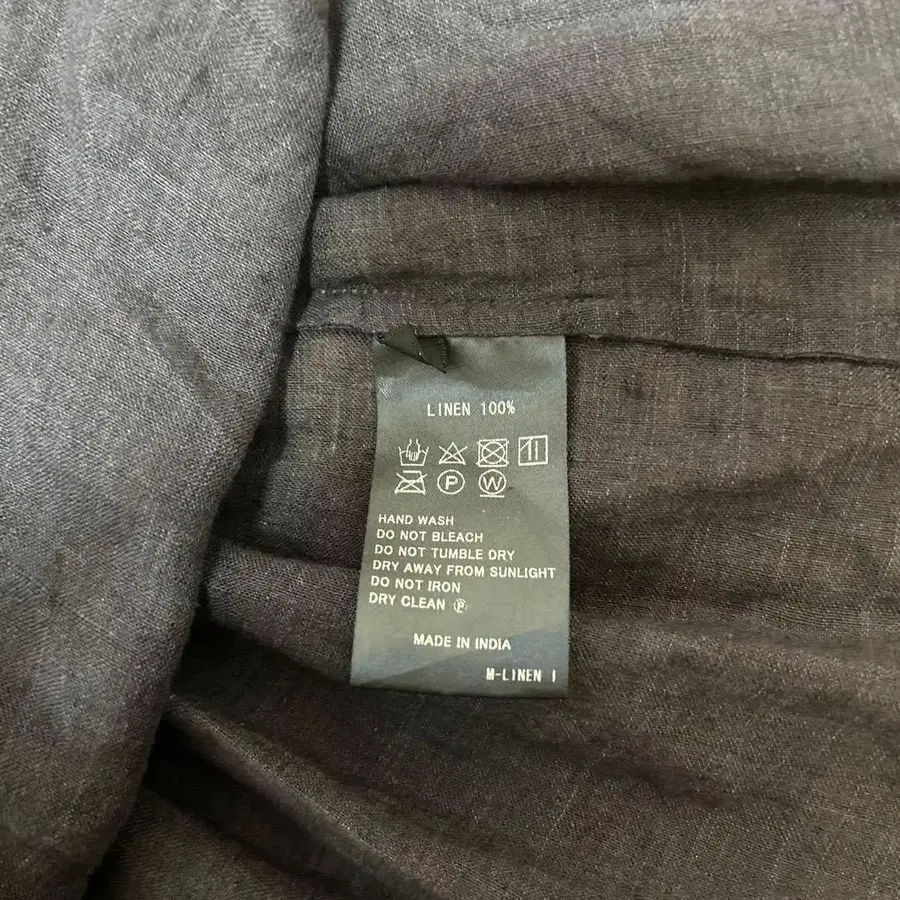 LINEN 100%
P W
HAND WASH
DO NOT BLEACH
DO NOT TUMBLE DRY
DRY AWAY FROM SUNLIGHT
DO NOT IRON
DRY CLEAN Ⓟ
MADE IN INDIA
M-LINEN I